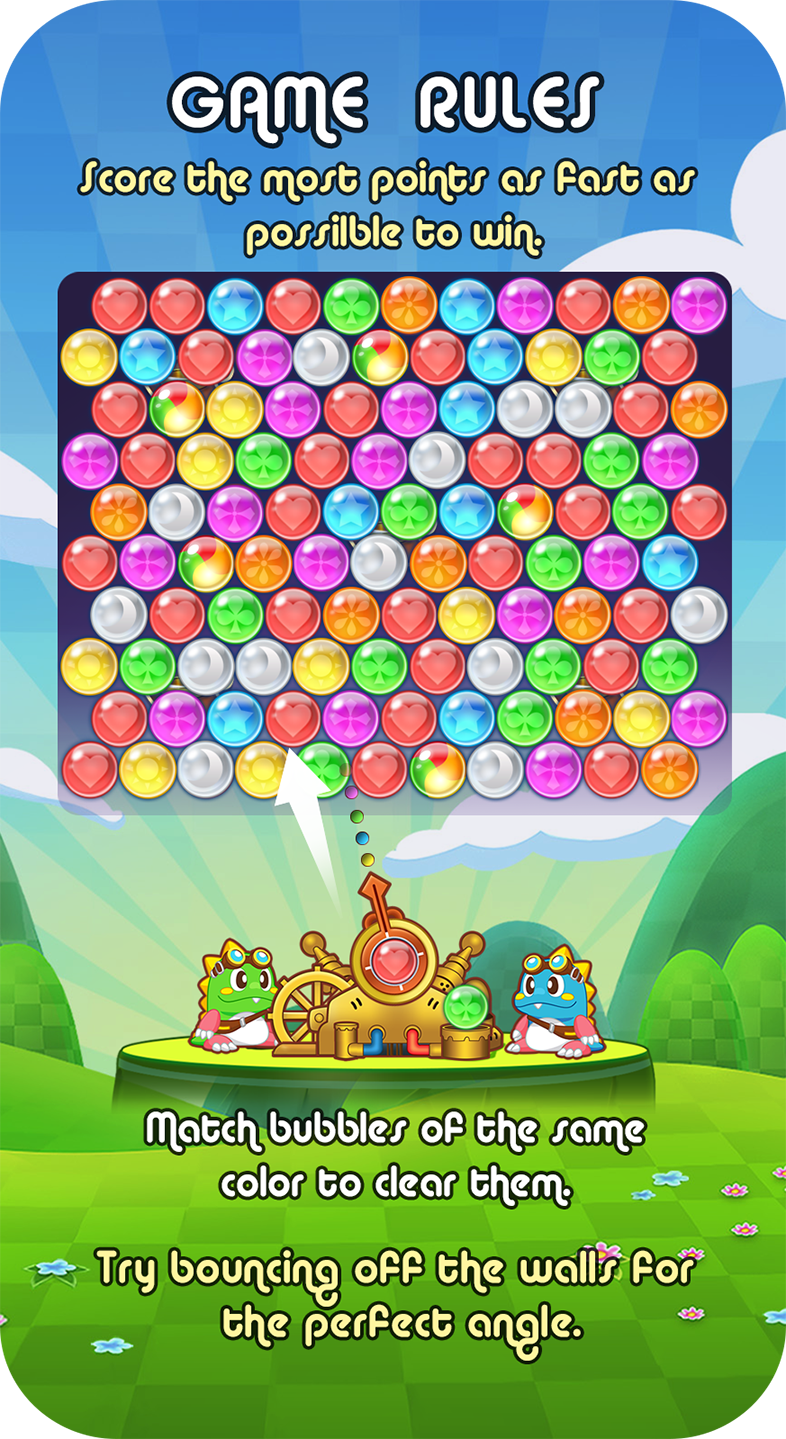 GAME RULES
Score the most points as fast as
possilble to win.
Match bubbles of the same
color to clear them.
Try bouncing off the walls for
the perfect angle.